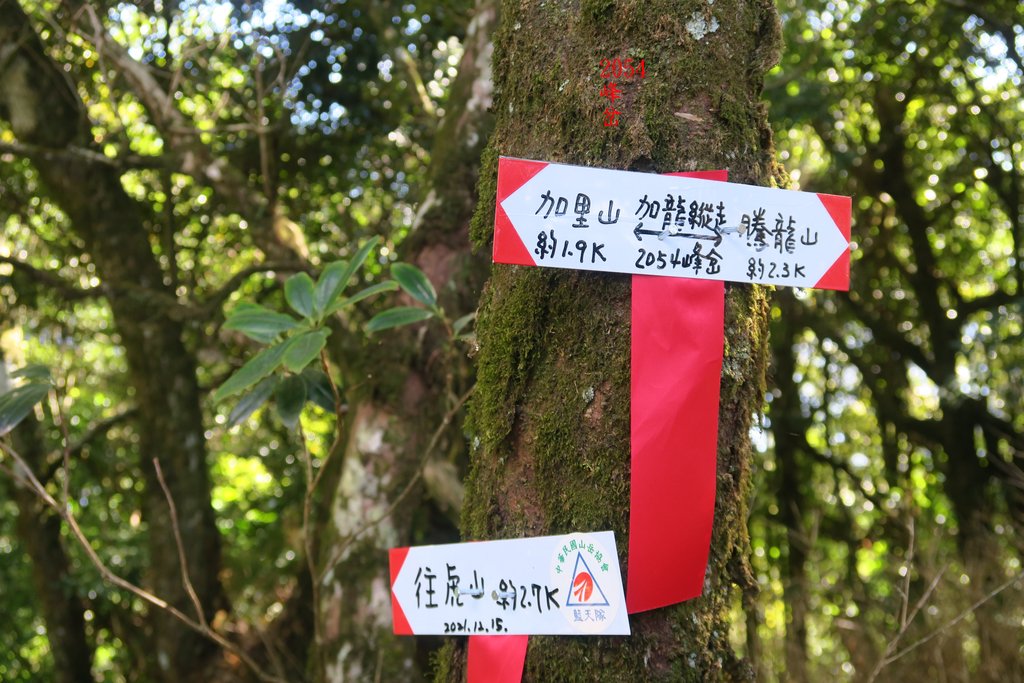 2054
峰岔
加里山
約1.9K
加龍縱走
2054峰岔
騰龍山
約2.3K
往虎山 約2.7K
2021.12.15.
中華民國山岳協會
藍天隊